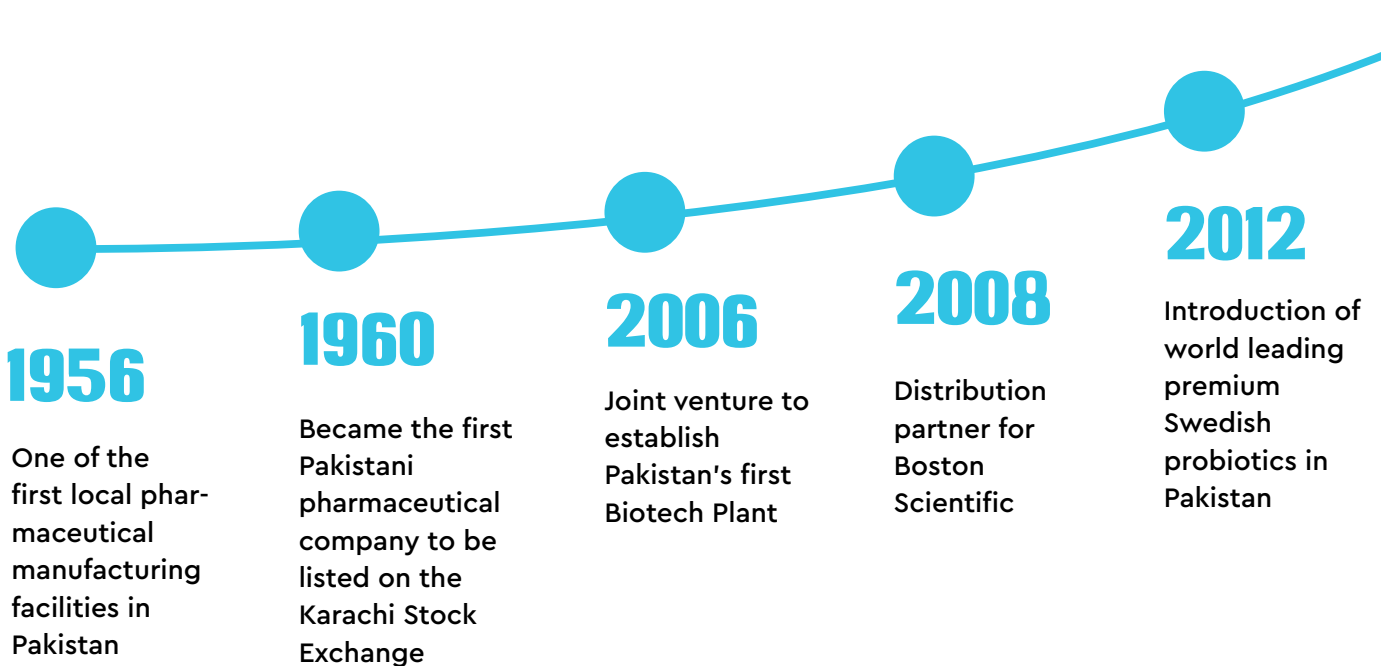 1956
One of the
first local phar-
maceutical
manufacturing
facilities in
Pakistan
1960
Became the first
Pakistani
pharmaceutical
company to be
listed on the
Karachi Stock
Exchange
2006
Joint venture to
establish
Pakistan's first
Biotech Plant
2008
Distribution
partner for
Boston
Scientific
2012
Introduction of
world leading
premium
Swedish
probiotics in
Pakistan